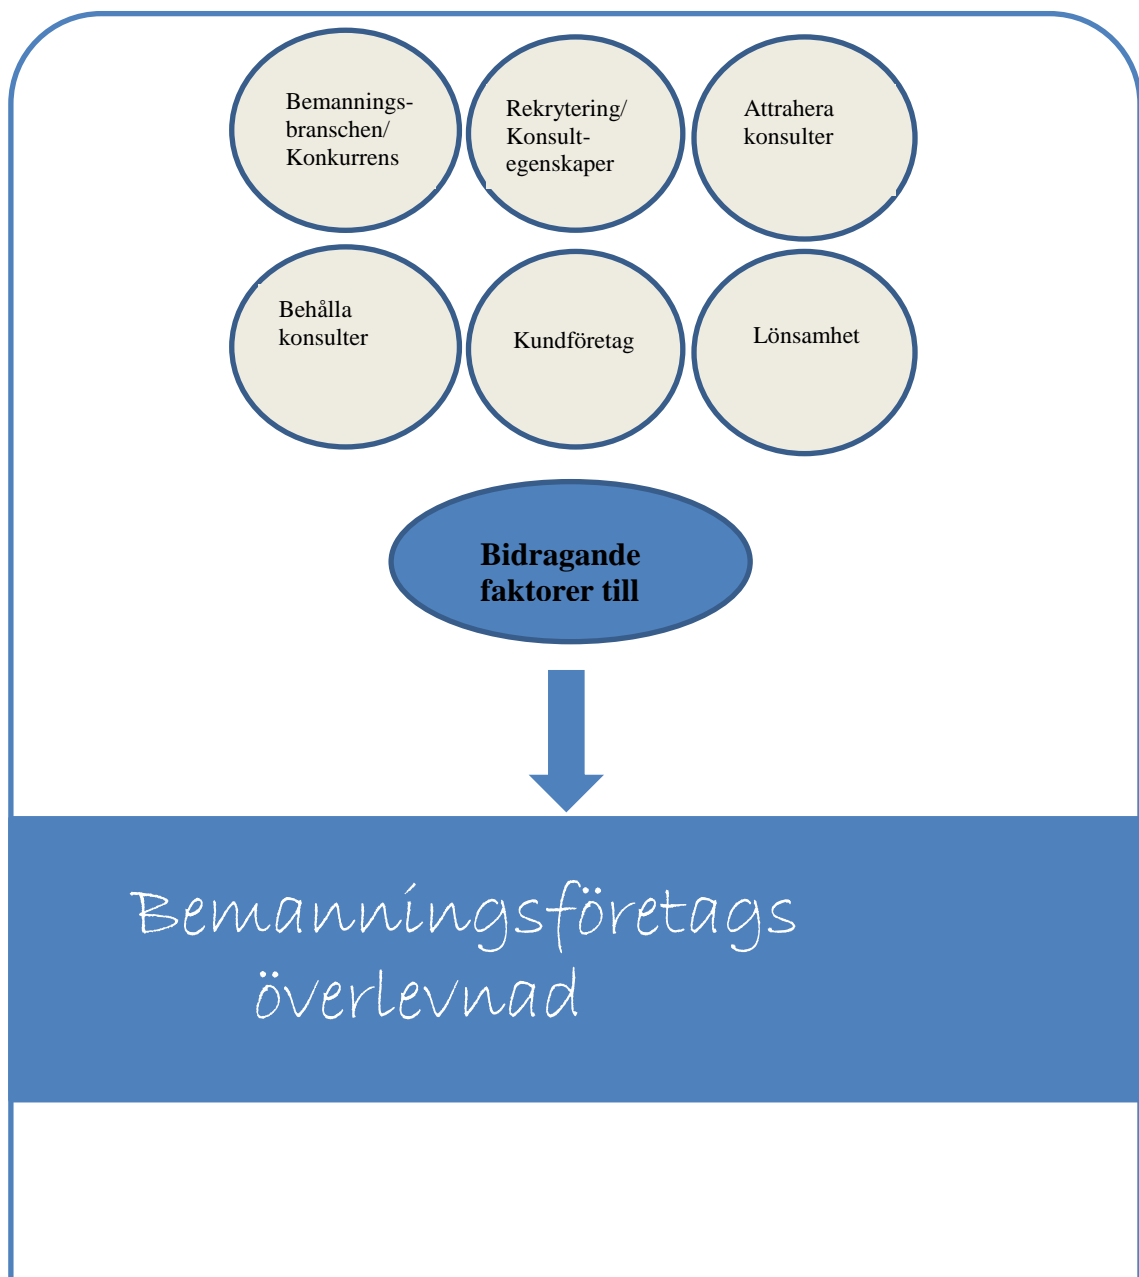 Bemannings-
branschen/
Konkurrens
Rekrytering/
Konsult-
egenskaper
Attrahera
konsulter
Behålla
konsulter
Kundföretag
Lönsamhet
Bidragande
faktorer till
Bemanningsföretags
överlevnad